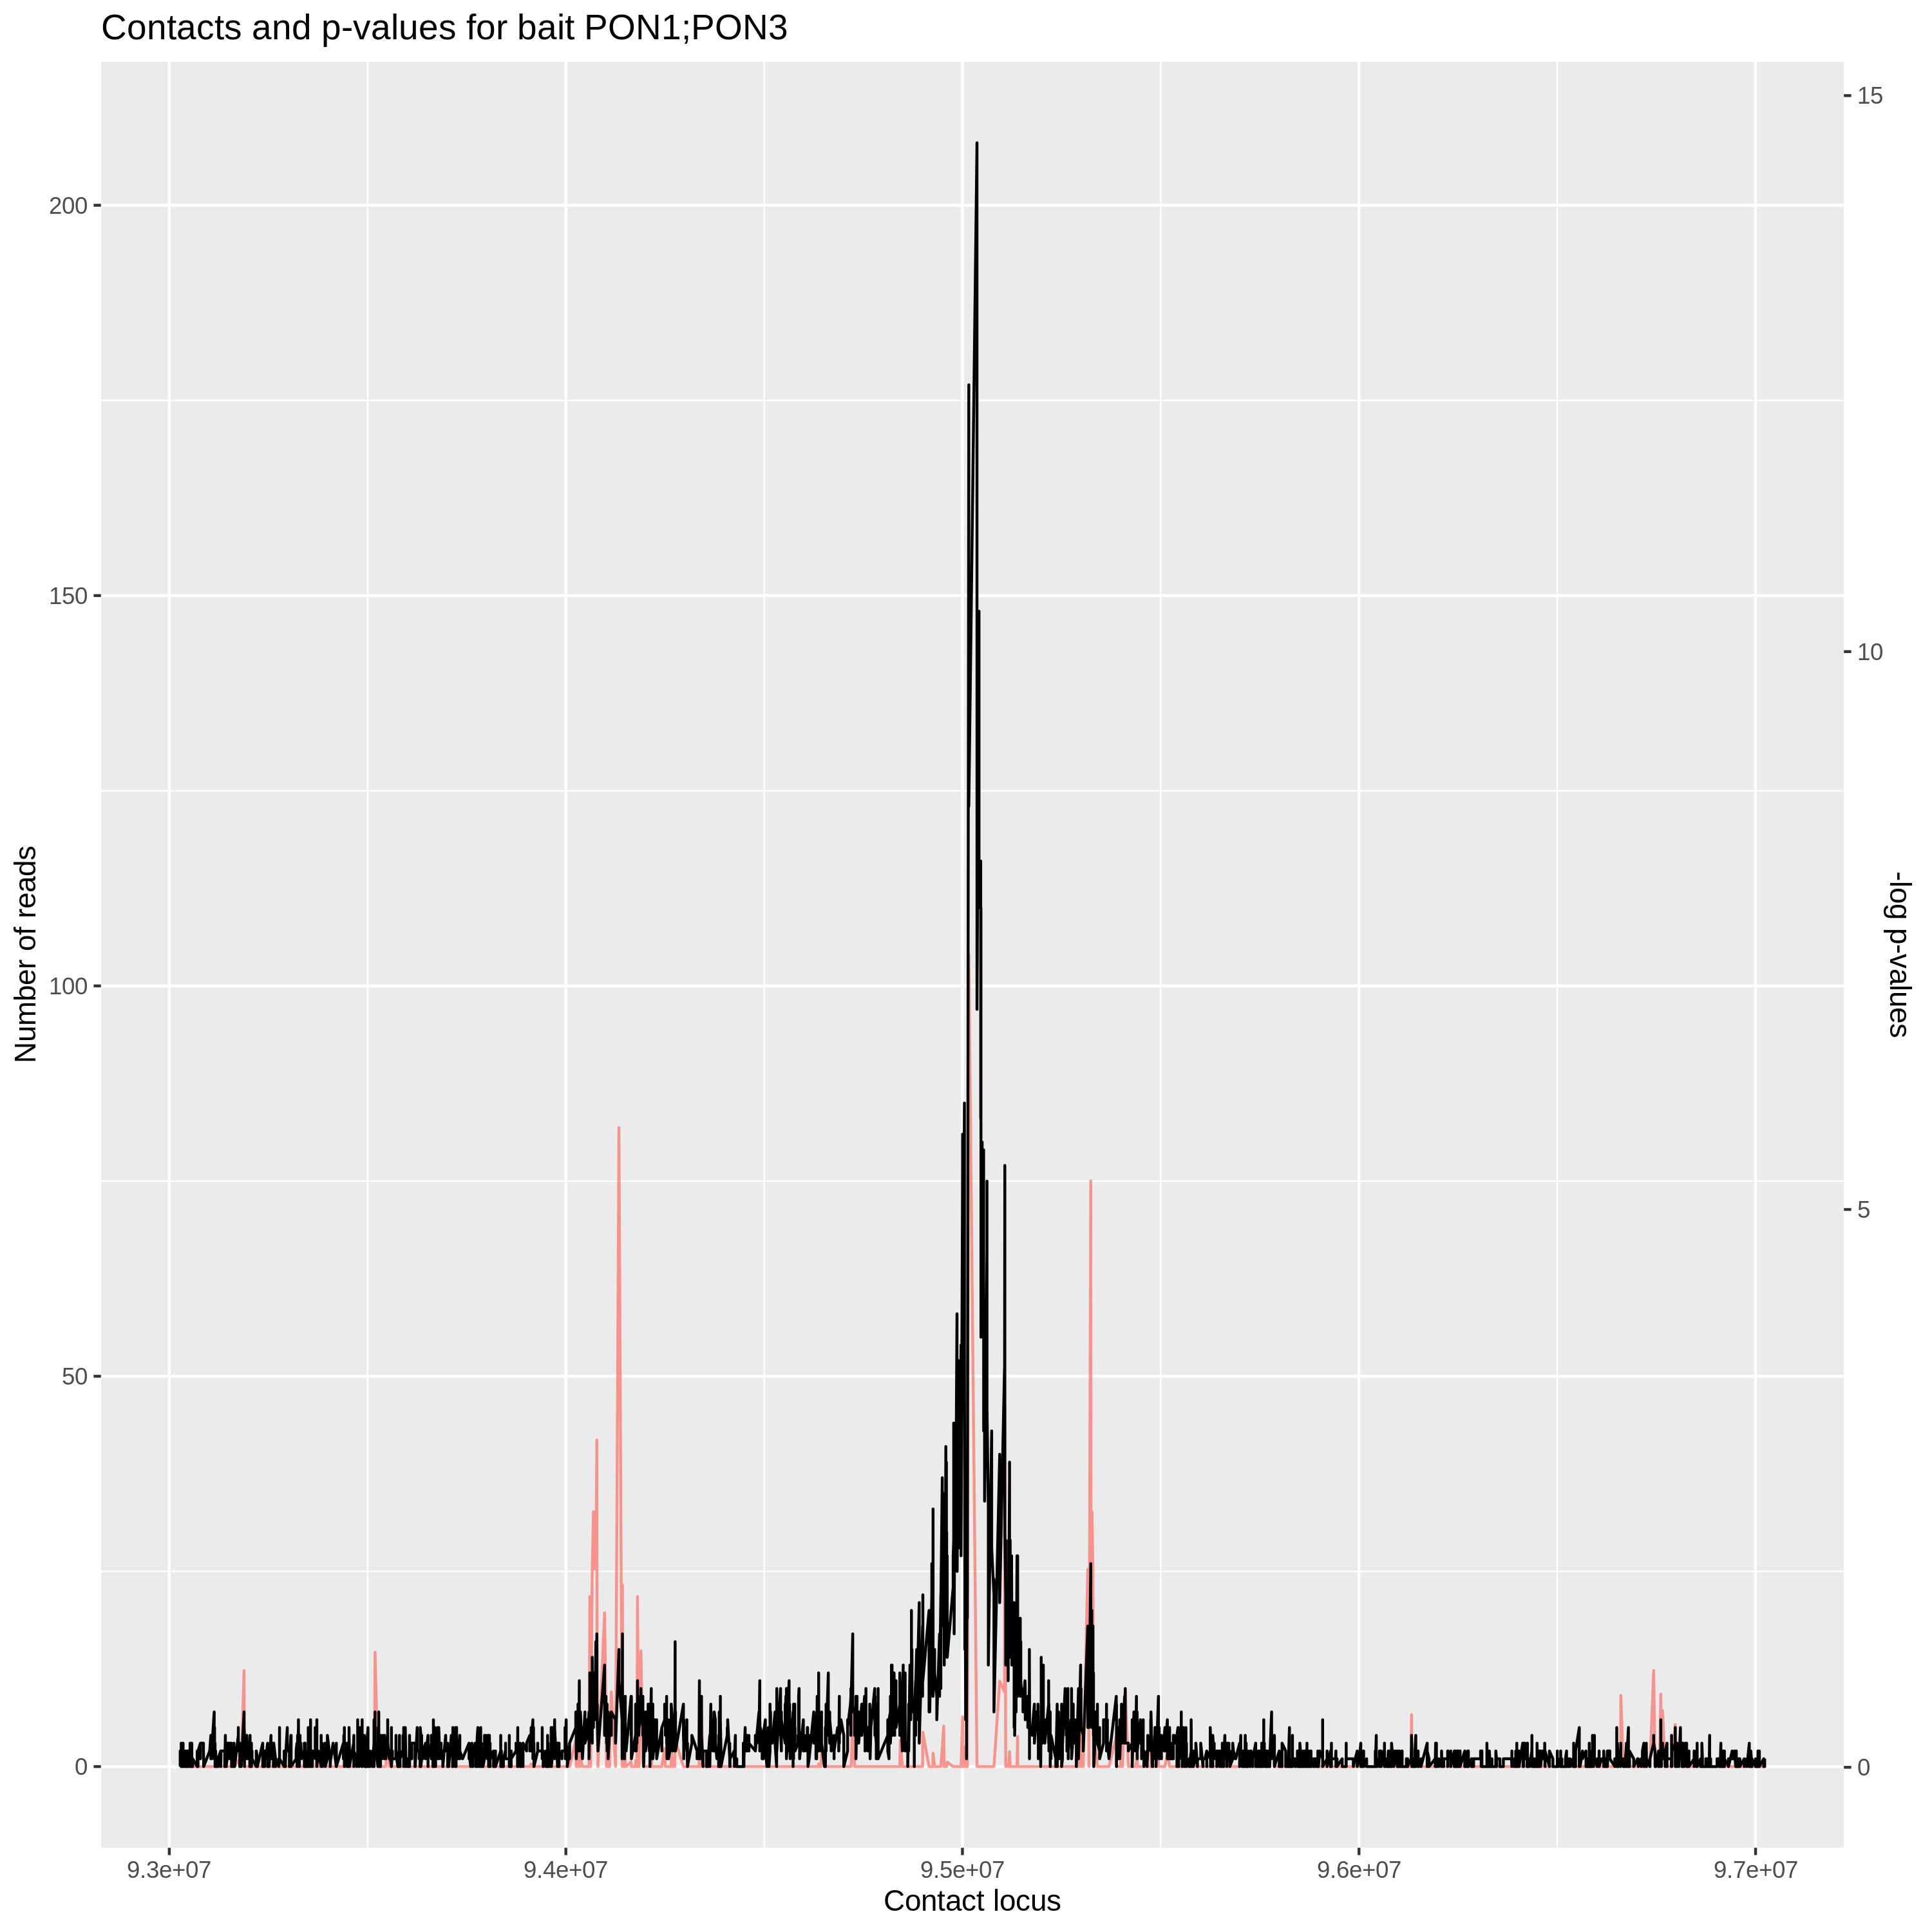 Contacts and p-values for bait PON1;PON3
15
200
150
10
Number of reads
-log p-values
100
5
50
0
0
9.3e+07
9.4e+07
9.5e+07
9.6e+07
9.7e+07
Contact locus